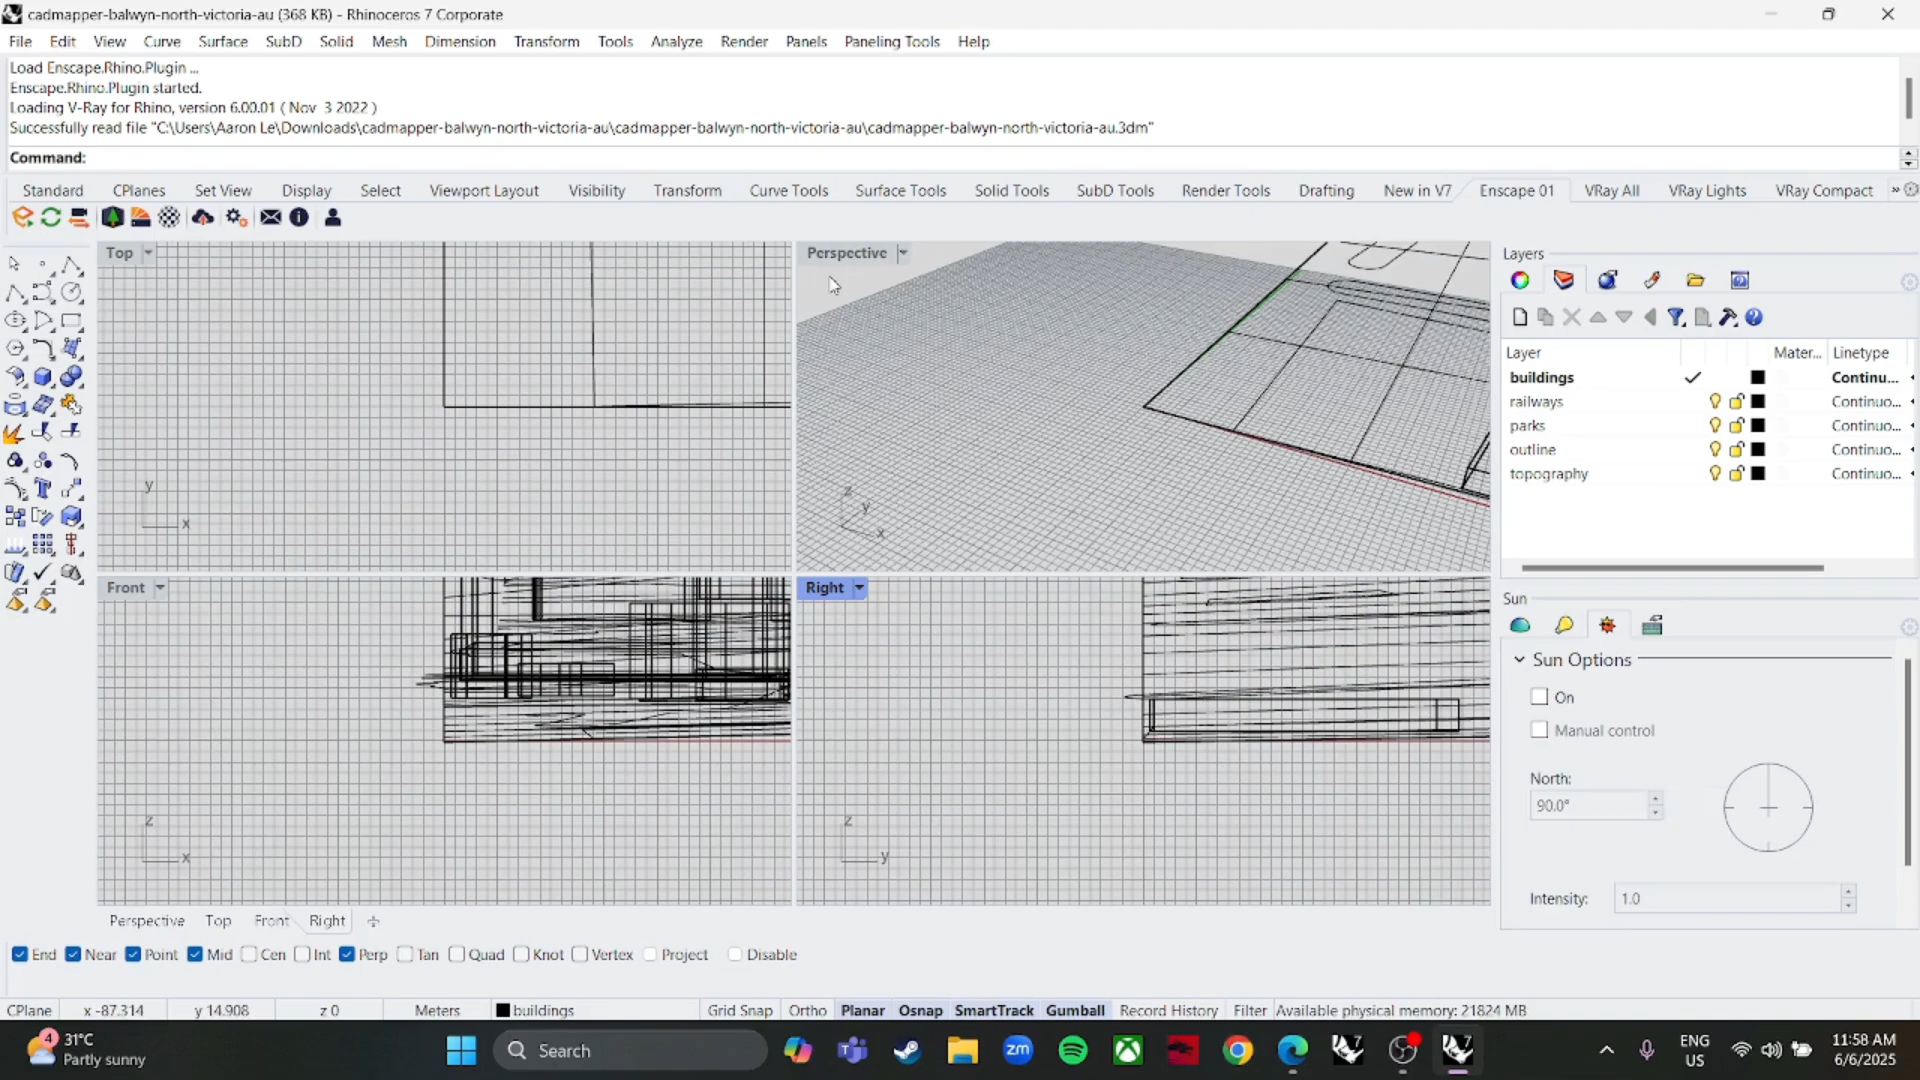 cadmapper-balwyn-north-victoria-au (368 KB) - Rhinoceros 7 Corporate
File Edit View Curve Surface SubD Solid Mesh Dimension Transform Tools Analyze Render Panels Paneling Tools Help
Load Enscape.Rhino.Plugin ...
Enscape.Rhino.Plugin started.
Loading V-Ray for Rhino, version 6.00.01 ( Nov 3 2022 )
Successfully read file "C:\Users\Aaron Le\Downloads\cadmapper-balwyn-north-victoria-au\cadmapper-balwyn-north-victoria-au\cadmapper-balwyn-north-victoria-au.3dm"
Command:
Standard CPlanes Set View Display Select Viewport Layout Visibility Transform Curve Tools Surface Tools Solid Tools SubD Tools Render Tools Drafting New in V7 Enscape 01 VRay All VRay Lights VRay Compact »
Top
Perspective
y
x
z
y
x
Front
Right
z
x
z
y
Layers
Layer Mater... Linetype
buildings Continu...
railways Continuo...
parks Continuo...
outline Continuo...
topography Continuo...
Sun
Sun Options
On
Manual control
North:
90.0°
Intensity: 1.0
Perspective Top Front Right
End Near Point Mid Cen Int Perp Tan Quad Knot Vertex Project Disable
CPlane x -87.314 y 14.908 z 0 Meters buildings Grid Snap Ortho Planar Osnap SmartTrack Gumball Record History Filter Available physical memory: 21824 MB
4
31°C
Partly sunny
Search
zm
7
7
ENG
US
11:58 AM
6/6/2025